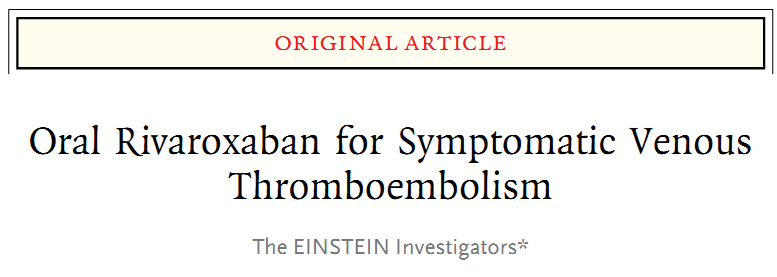 ORIGINAL ARTICLE
Oral Rivaroxaban for Symptomatic Venous
Thromboembolism
The EINSTEIN Investigators*